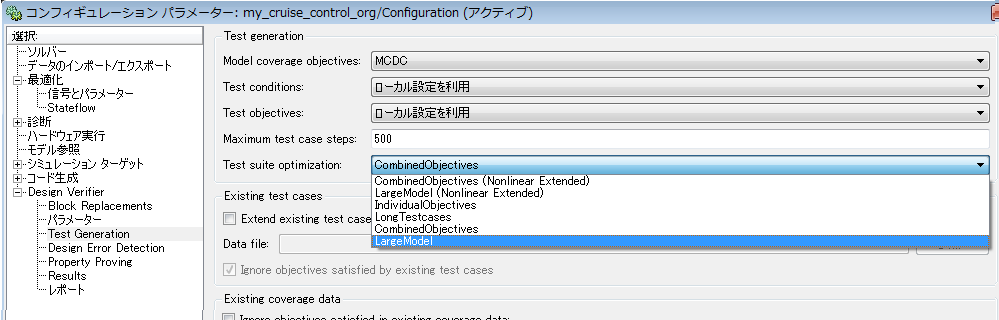 コンフィギュレーション パラメーター: my_cruise_control_org/Configuration (アクティブ)
選択:
ソルバー
データのインポート/エクスポート
最適化
信号とパラメーター
Stateflow
診断
ハードウェア実行
モデル参照
シミュレーション ターゲット
コード生成
Design Verifier
Block Replacements
パラメーター
Test Generation
Design Error Detection
Property Proving
Results
レポート
Test generation
Model coverage objectives: MCDC
Test conditions: ローカル設定を利用
Test objectives: ローカル設定を利用
Maximum test case steps: 500
Test suite optimization: CombinedObjectives
CombinedObjectives (Nonlinear Extended)
LargeModel (Nonlinear Extended)
IndividualObjectives
LongTestcases
CombinedObjectives
LargeModel
Existing test cases
Extend existing test case
Data file:
Ignore objectives satisfied by existing test cases
Existing coverage data
Ignore objectives satisfied in existing coverage data: